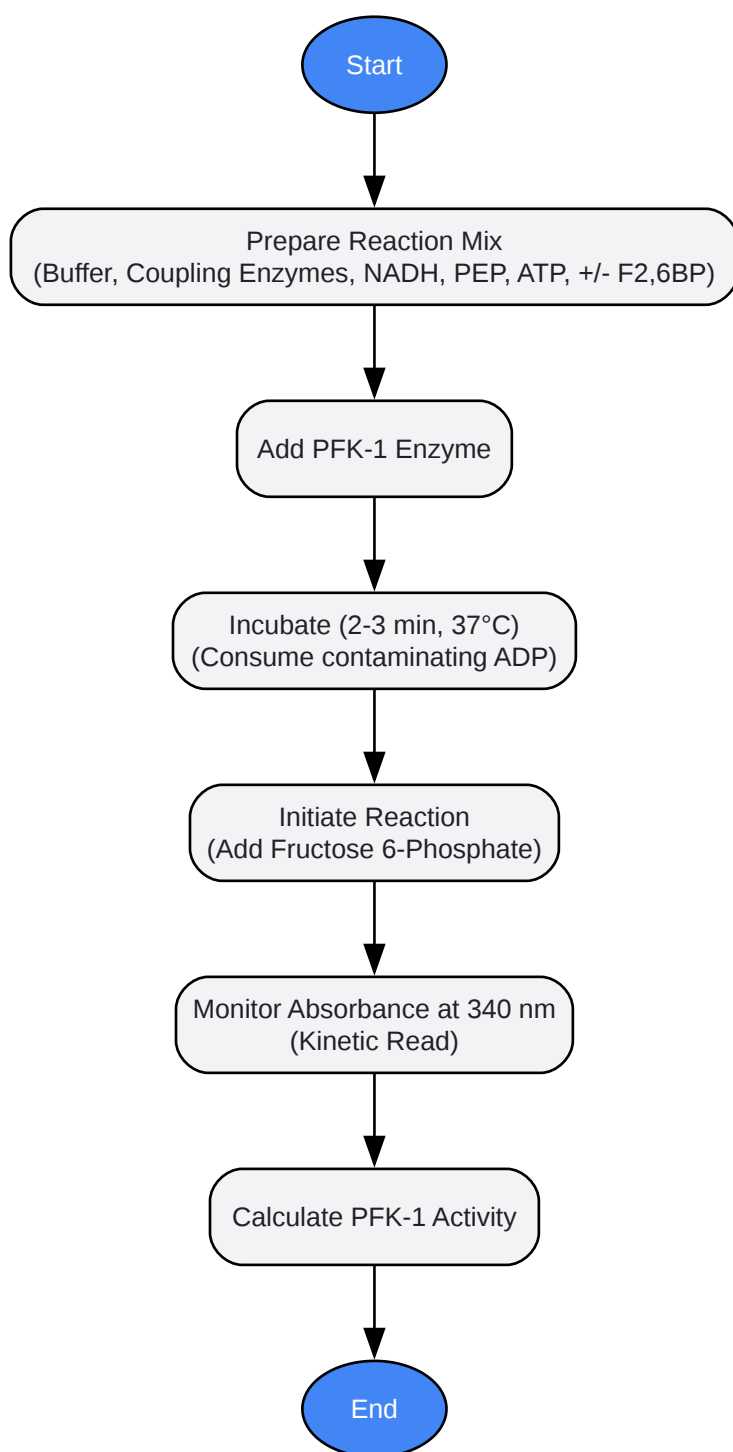 Start
Prepare Reaction Mix
(Buffer, Coupling Enzymes, NADH, PEP, ATP, +/- F2,6BP)
Add PFK-1 Enzyme
Incubate (2-3 min, 37°C)
(Consume contaminating ADP)
Initiate Reaction
(Add Fructose 6-Phosphate)
Monitor Absorbance at 340 nm
(Kinetic Read)
Calculate PFK-1 Activity
End